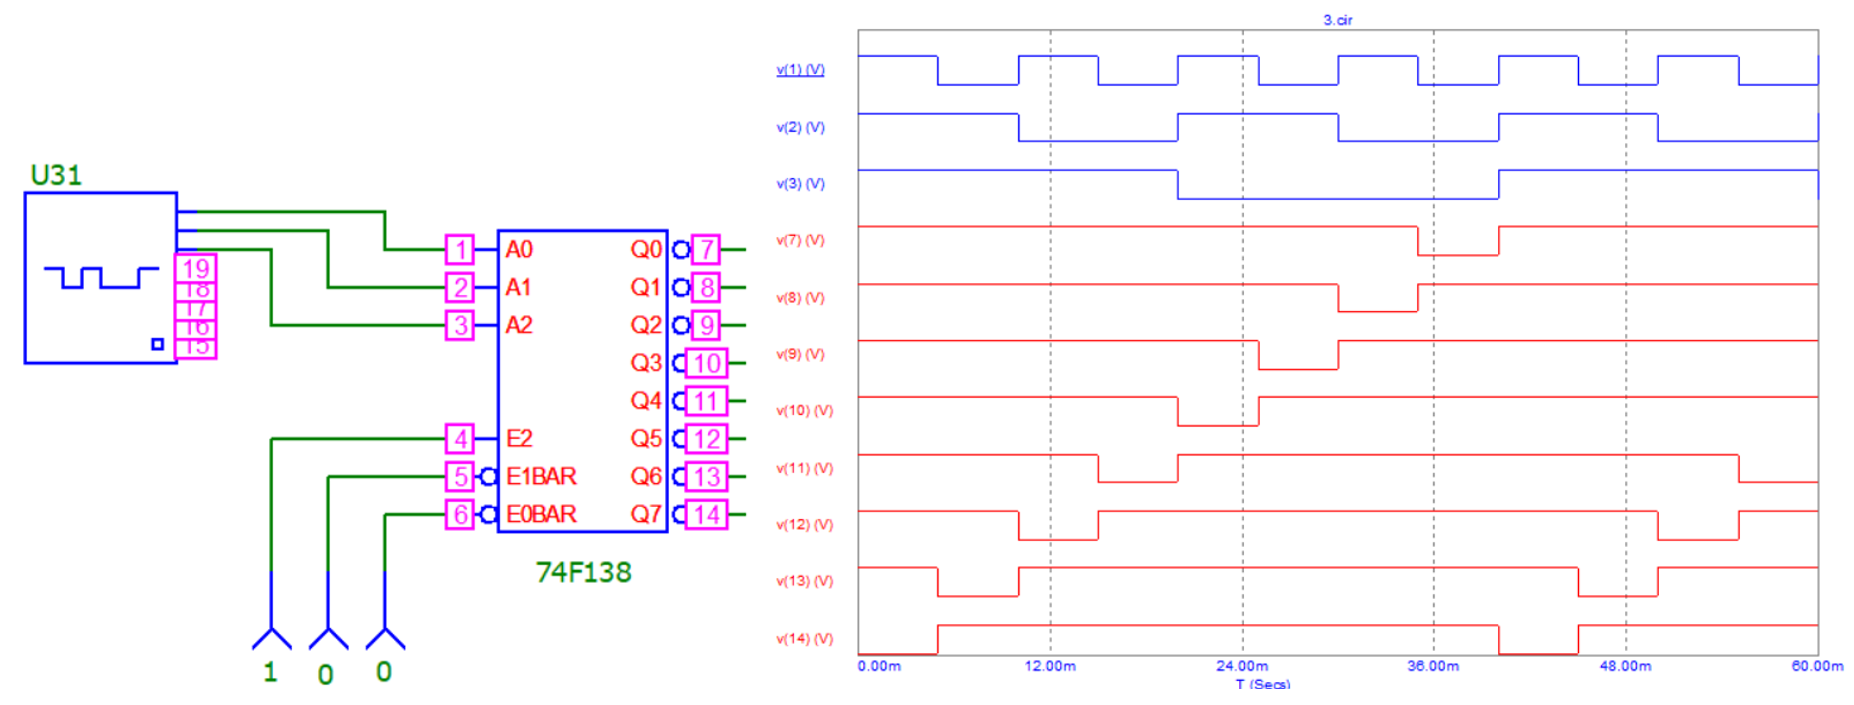 3.cir
U31
19
18
17
16
15
1 A0 Q0 7
2 A1 Q1 8
3 A2 Q2 9
Q3 10
Q4 11
4 E2 Q5 12
5 E1BAR Q6 13
6 E0BAR Q7 14
74F138
1 0 0
v(1) (V)
v(2) (V)
v(3) (V)
v(7) (V)
v(8) (V)
v(9) (V)
v(10) (V)
v(11) (V)
v(12) (V)
v(13) (V)
v(14) (V)
0.00m 12.00m 24.00m 36.00m 48.00m 60.00m
T (Secs)